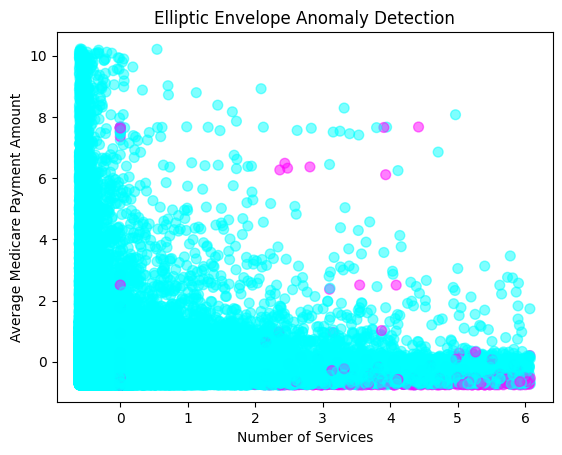 Elliptic Envelope Anomaly Detection
Average Medicare Payment Amount
10
8
6
4
2
0
0 1 2 3 4 5 6
Number of Services